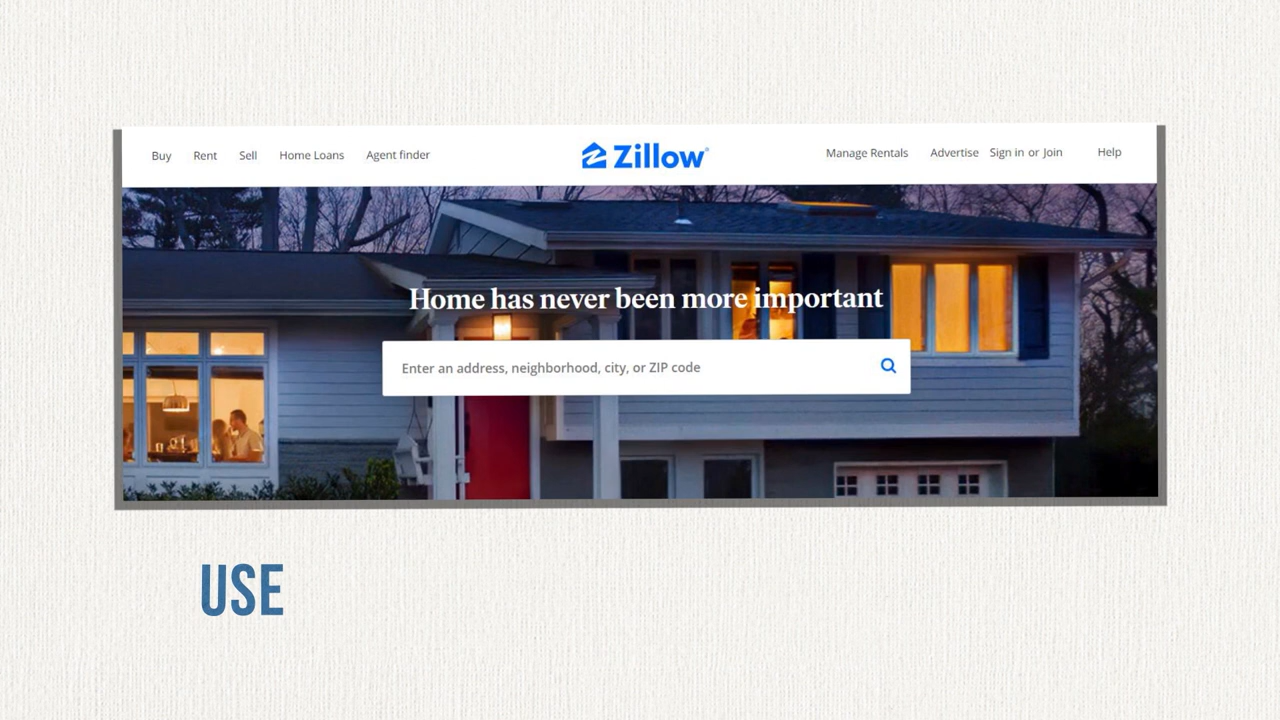 Buy Rent Sell Home Loans Agent finder Zillow® Manage Rentals Advertise Sign in or Join Help
Home has never been more important
Enter an address, neighborhood, city, or ZIP code
USE